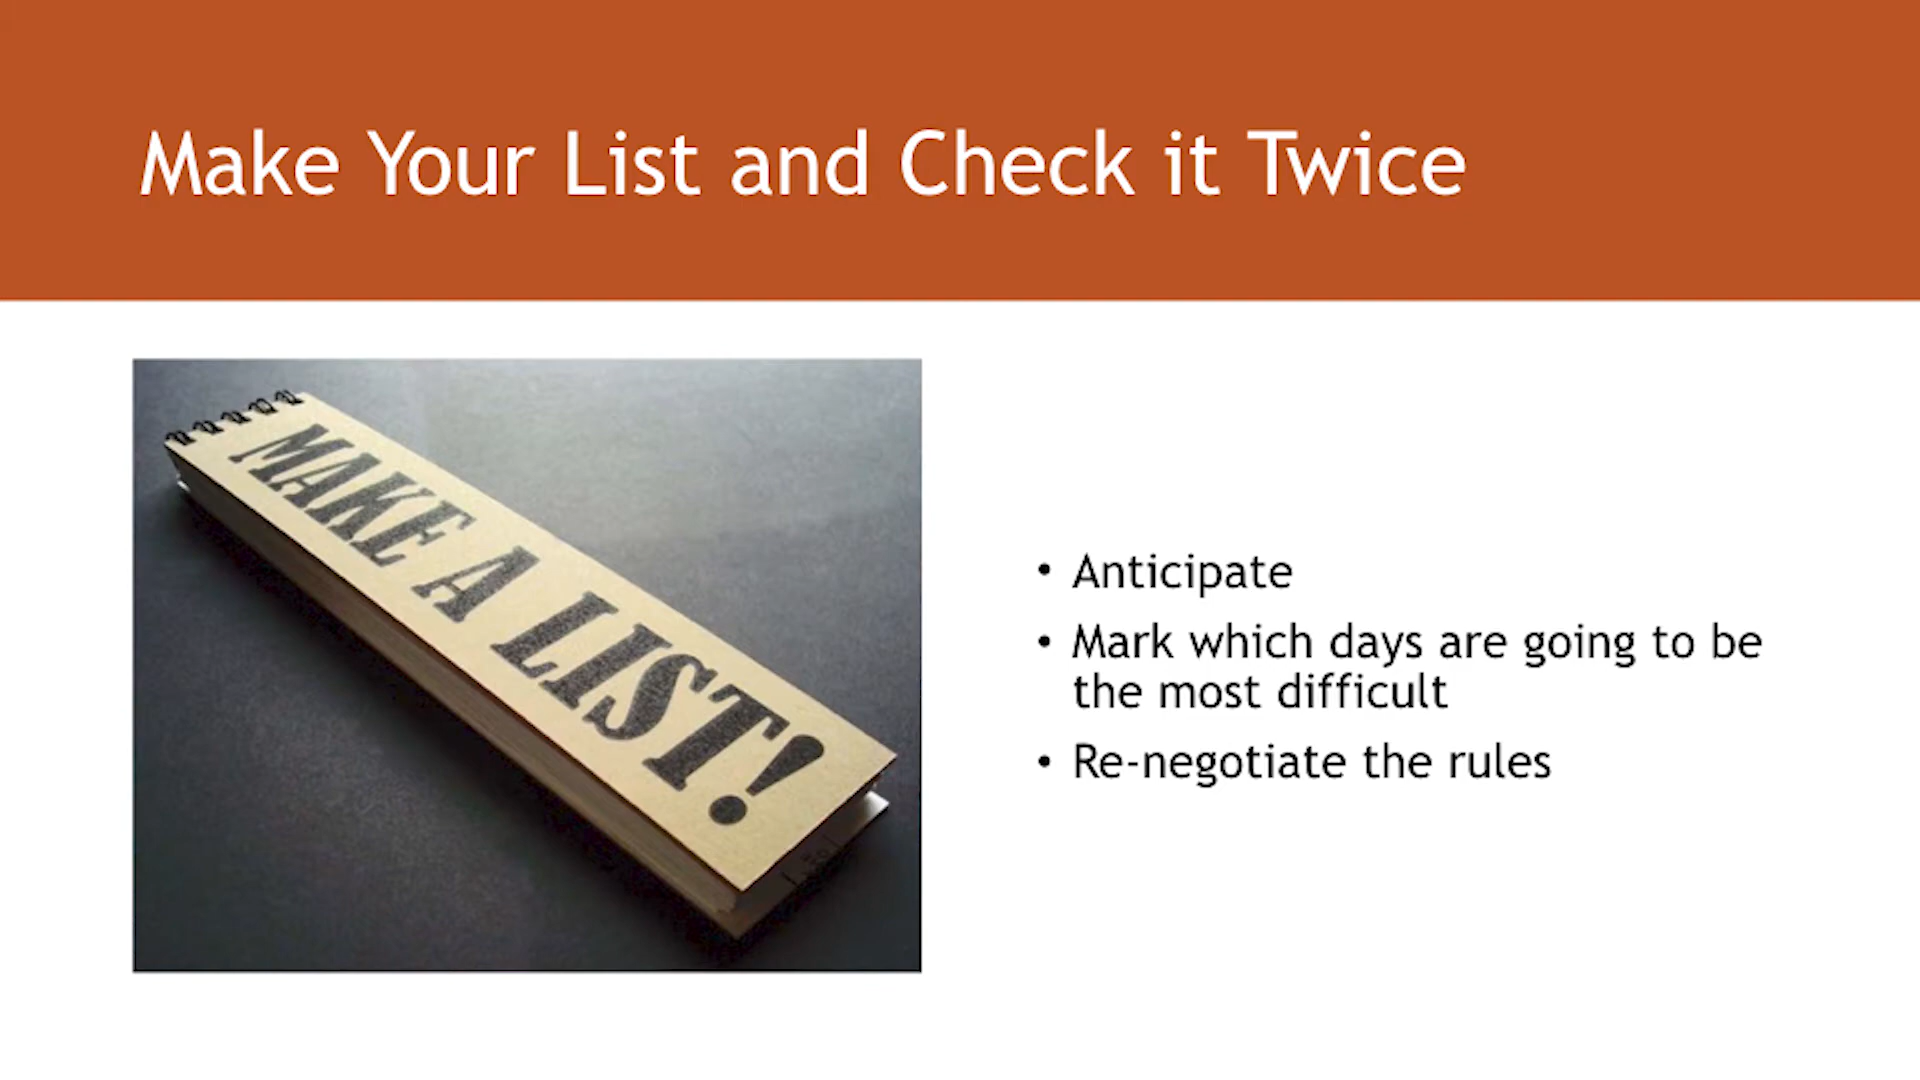 Make Your List and Check it Twice
MAKE A LIST!
• Anticipate
• Mark which days are going to be
the most difficult
• Re-negotiate the rules